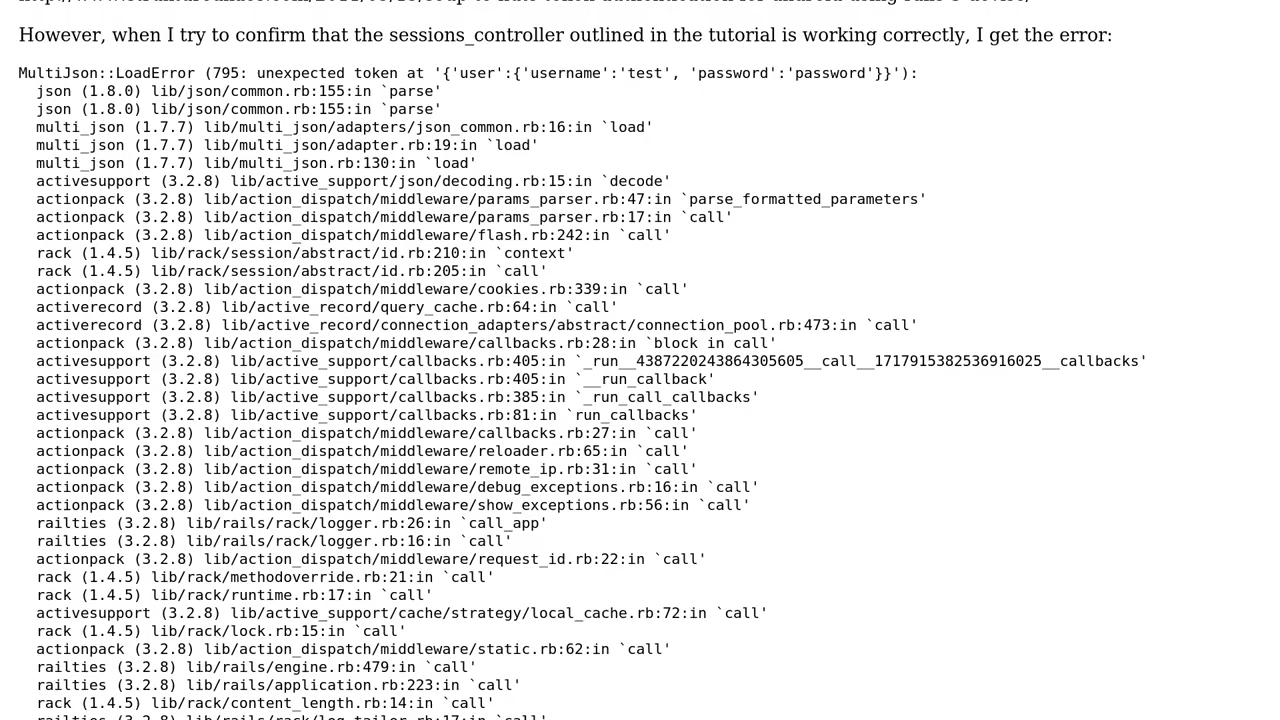 However, when I try to confirm that the sessions_controller outlined in the tutorial is working correctly, I get the error:
MultiJson::LoadError (795: unexpected token at '{'user':{'username':'test', 'password':'password'}}'):
  json (1.8.0) lib/json/common.rb:155:in `parse'
  json (1.8.0) lib/json/common.rb:155:in `parse'
  multi_json (1.7.7) lib/multi_json/adapters/json_common.rb:16:in `load'
  multi_json (1.7.7) lib/multi_json/adapter.rb:19:in `load'
  multi_json (1.7.7) lib/multi_json.rb:130:in `load'
  activesupport (3.2.8) lib/active_support/json/decoding.rb:15:in `decode'
  actionpack (3.2.8) lib/action_dispatch/middleware/params_parser.rb:47:in `parse_formatted_parameters'
  actionpack (3.2.8) lib/action_dispatch/middleware/params_parser.rb:17:in `call'
  actionpack (3.2.8) lib/action_dispatch/middleware/flash.rb:242:in `call'
  rack (1.4.5) lib/rack/session/abstract/id.rb:210:in `context'
  rack (1.4.5) lib/rack/session/abstract/id.rb:205:in `call'
  actionpack (3.2.8) lib/action_dispatch/middleware/cookies.rb:339:in `call'
  activerecord (3.2.8) lib/active_record/query_cache.rb:64:in `call'
  activerecord (3.2.8) lib/active_record/connection_adapters/abstract/connection_pool.rb:473:in `call'
  actionpack (3.2.8) lib/action_dispatch/middleware/callbacks.rb:28:in `block in call'
  activesupport (3.2.8) lib/active_support/callbacks.rb:405:in `_run__4387220243864305605__call__1717915382536916025__callbacks'
  activesupport (3.2.8) lib/active_support/callbacks.rb:405:in `__run_callback'
  activesupport (3.2.8) lib/active_support/callbacks.rb:385:in `_run_call_callbacks'
  activesupport (3.2.8) lib/active_support/callbacks.rb:81:in `run_callbacks'
  actionpack (3.2.8) lib/action_dispatch/middleware/callbacks.rb:27:in `call'
  actionpack (3.2.8) lib/action_dispatch/middleware/reloader.rb:65:in `call'
  actionpack (3.2.8) lib/action_dispatch/middleware/remote_ip.rb:31:in `call'
  actionpack (3.2.8) lib/action_dispatch/middleware/debug_exceptions.rb:16:in `call'
  actionpack (3.2.8) lib/action_dispatch/middleware/show_exceptions.rb:56:in `call'
  railties (3.2.8) lib/rails/rack/logger.rb:26:in `call_app'
  railties (3.2.8) lib/rails/rack/logger.rb:16:in `call'
  actionpack (3.2.8) lib/action_dispatch/middleware/request_id.rb:22:in `call'
  rack (1.4.5) lib/rack/methodoverride.rb:21:in `call'
  rack (1.4.5) lib/rack/runtime.rb:17:in `call'
  activesupport (3.2.8) lib/active_support/cache/strategy/local_cache.rb:72:in `call'
  rack (1.4.5) lib/rack/lock.rb:15:in `call'
  actionpack (3.2.8) lib/action_dispatch/middleware/static.rb:62:in `call'
  railties (3.2.8) lib/rails/engine.rb:479:in `call'
  railties (3.2.8) lib/rails/application.rb:223:in `call'
  rack (1.4.5) lib/rack/content_length.rb:14:in `call'
  railties (3.2.8) lib/rails/rack/log_tailer.rb:17:in `call'